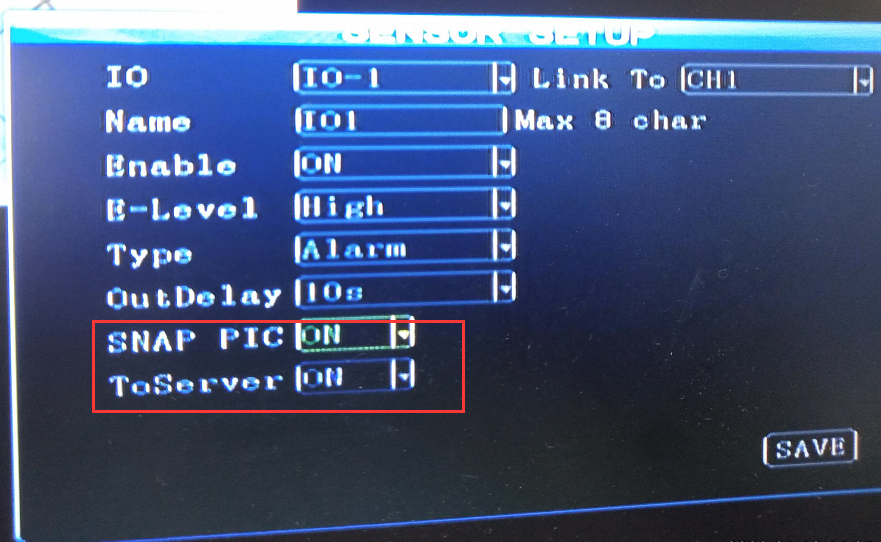 SENSOR SETUP
IO IO-1 Link To CH1
Name IO1 Max 8 char
Enable ON
E-Level High
Type Alarm
OutDelay 10s
SNAP PIC ON
ToServer ON
SAVE